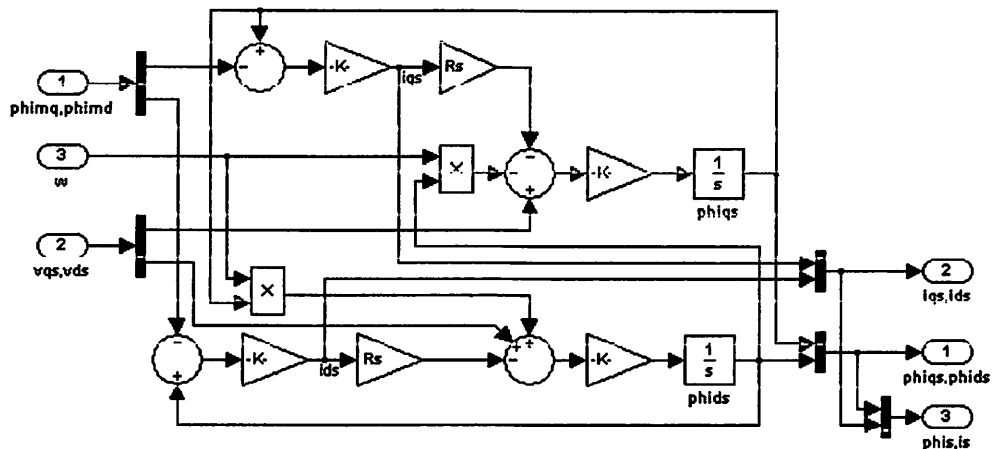 -K-
iqs
Rs
1
phimq,phimd
3
w
×
-K-
1
s
phiqs
2
vqs,vds
×
2
iqs,ids
-K-
ids
Rs
-K-
1
s
phids
1
phiqs,phids
3
phis,is